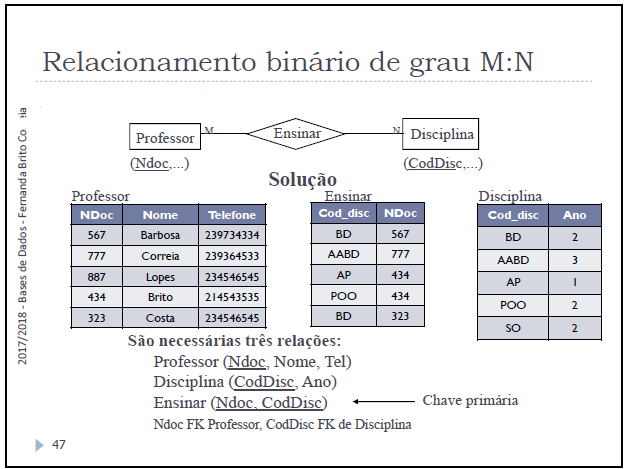 Relacionamento binário de grau M:N
2017/2018 - Bases de Dados - Fernanda Brito Co eia
Professor M Ensinar N Disciplina
(Ndoc,...) (CodDisc,...)
Solução
Professor
NDoc Nome Telefone
567 Barbosa 239734334
777 Correia 239364533
887 Lopes 234546545
434 Brito 214543535
323 Costa 234546545
Ensinar
Cod_disc NDoc
BD 567
AABD 777
AP 434
POO 434
BD 323
Disciplina
Cod_disc Ano
BD 2
AABD 3
AP 1
POO 2
SO 2
São necessárias três relações:
Professor (Ndoc, Nome, Tel)
Disciplina (CodDisc, Ano)
Ensinar (Ndoc, CodDisc) Chave primária
Ndoc FK Professor, CodDisc FK de Disciplina
47